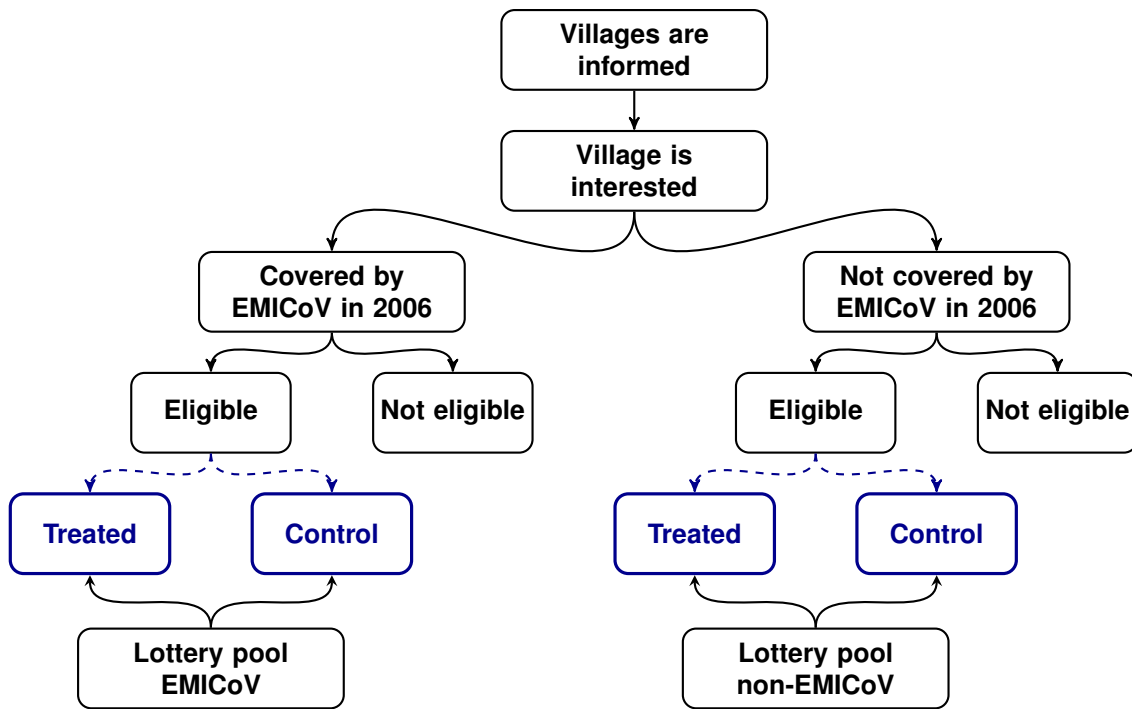 Villages are
informed
Village is
interested
Covered by
EMICoV in 2006
Not covered by
EMICoV in 2006
Eligible
Not eligible
Eligible
Not eligible
Treated
Control
Treated
Control
Lottery pool
EMICoV
Lottery pool
non-EMICoV